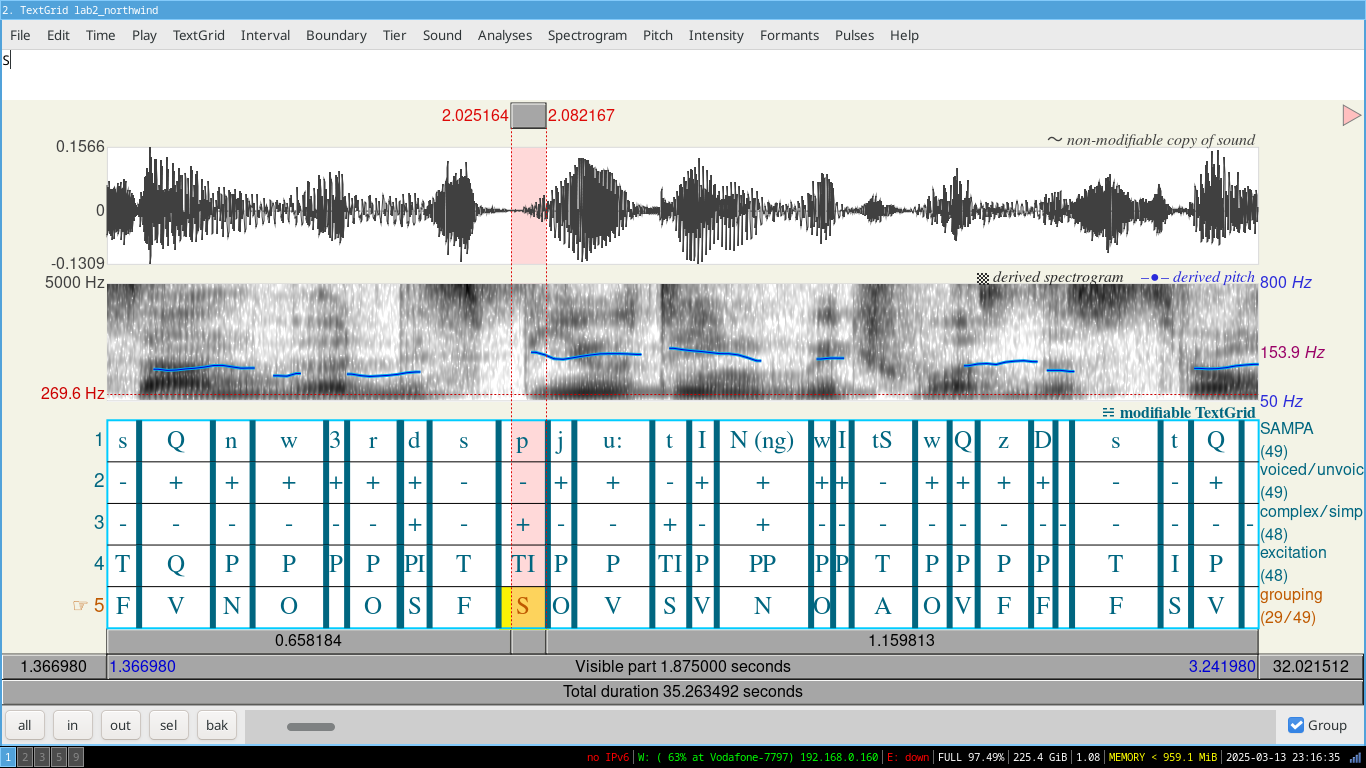 2. TextGrid lab2_northwind
File Edit Time Play TextGrid Interval Boundary Tier Sound Analyses Spectrogram Pitch Intensity Formants Pulses Help
S
2.025164 2.082167
0.1566 non-modifiable copy of sound
0
-0.1309 derived spectrogram derived pitch
5000 Hz 800 Hz
153.9 Hz
269.6 Hz 50 Hz
modifiable TextGrid
1 s Q n w 3 r d s p j u: t I N (ng) w I tS w Q z D s t Q SAMPA (49)
2 - + + + + + + - - + + - + + + + - + + + + - - + voiced/unvoic (49)
3 - - - - - - + - + - - + - + - - - - - - - - - - - - complex/simp (48)
4 T Q P P P P PI T TI P P TI P PP P P T P P P P T I P excitation (48)
☞ 5 F V N O O S F S O V S V N O A O V F F F S V grouping (29/49)
0.658184 1.159813
1.366980 1.366980 Visible part 1.875000 seconds 3.241980 32.021512
Total duration 35.263492 seconds
all in out sel bak Group
1 2 3 5 9 no IPv6 W: ( 63% at Vodafone-7797) 192.168.0.160 E: down FULL 97.49% 225.4 GiB 1.08 MEMORY < 959.1 MiB 2025-03-13 23:16:35